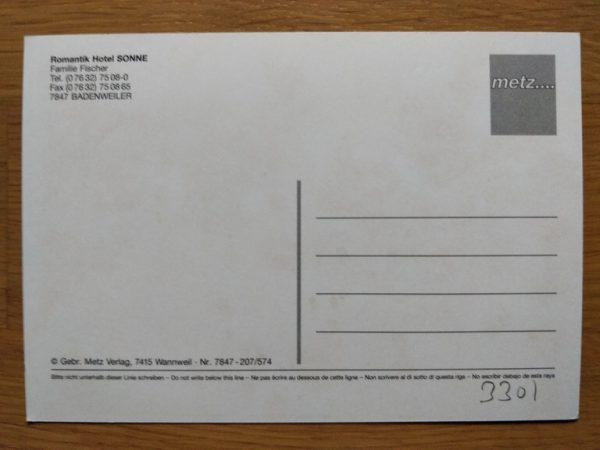 Romantik Hotel SONNE
Familie Fischer
Tel. (0 76 32) 75 08-0
Fax (0 76 32) 75 08 65
7847 BADENWEILER
metz....
© Gebr. Metz Verlag, 7415 Wannweil · Nr. 7847 - 207/574
Bitte nicht unterhalb dieser Linie schreiben – Do not write below this line – Ne pas écrire au dessous de cette ligne – Non scrivere al di sotto di questa riga – No escribir debajo de esta raya
3301